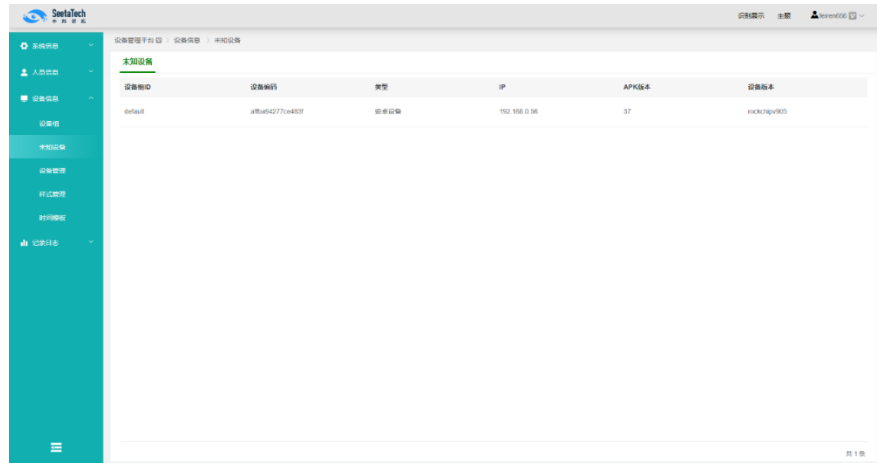 SeetaTech
中科视拓
识别展示 主题 feiren666
系统信息
人员信息
设备信息
设备组
未知设备
设备管理
样式管理
时间模板
记录日志
设备管理平台 > 设备信息 > 未知设备
未知设备
设备组ID 设备编码 类型 IP APK版本 设备版本
default 安卓设备 192.168.0.56 37
共 1 条